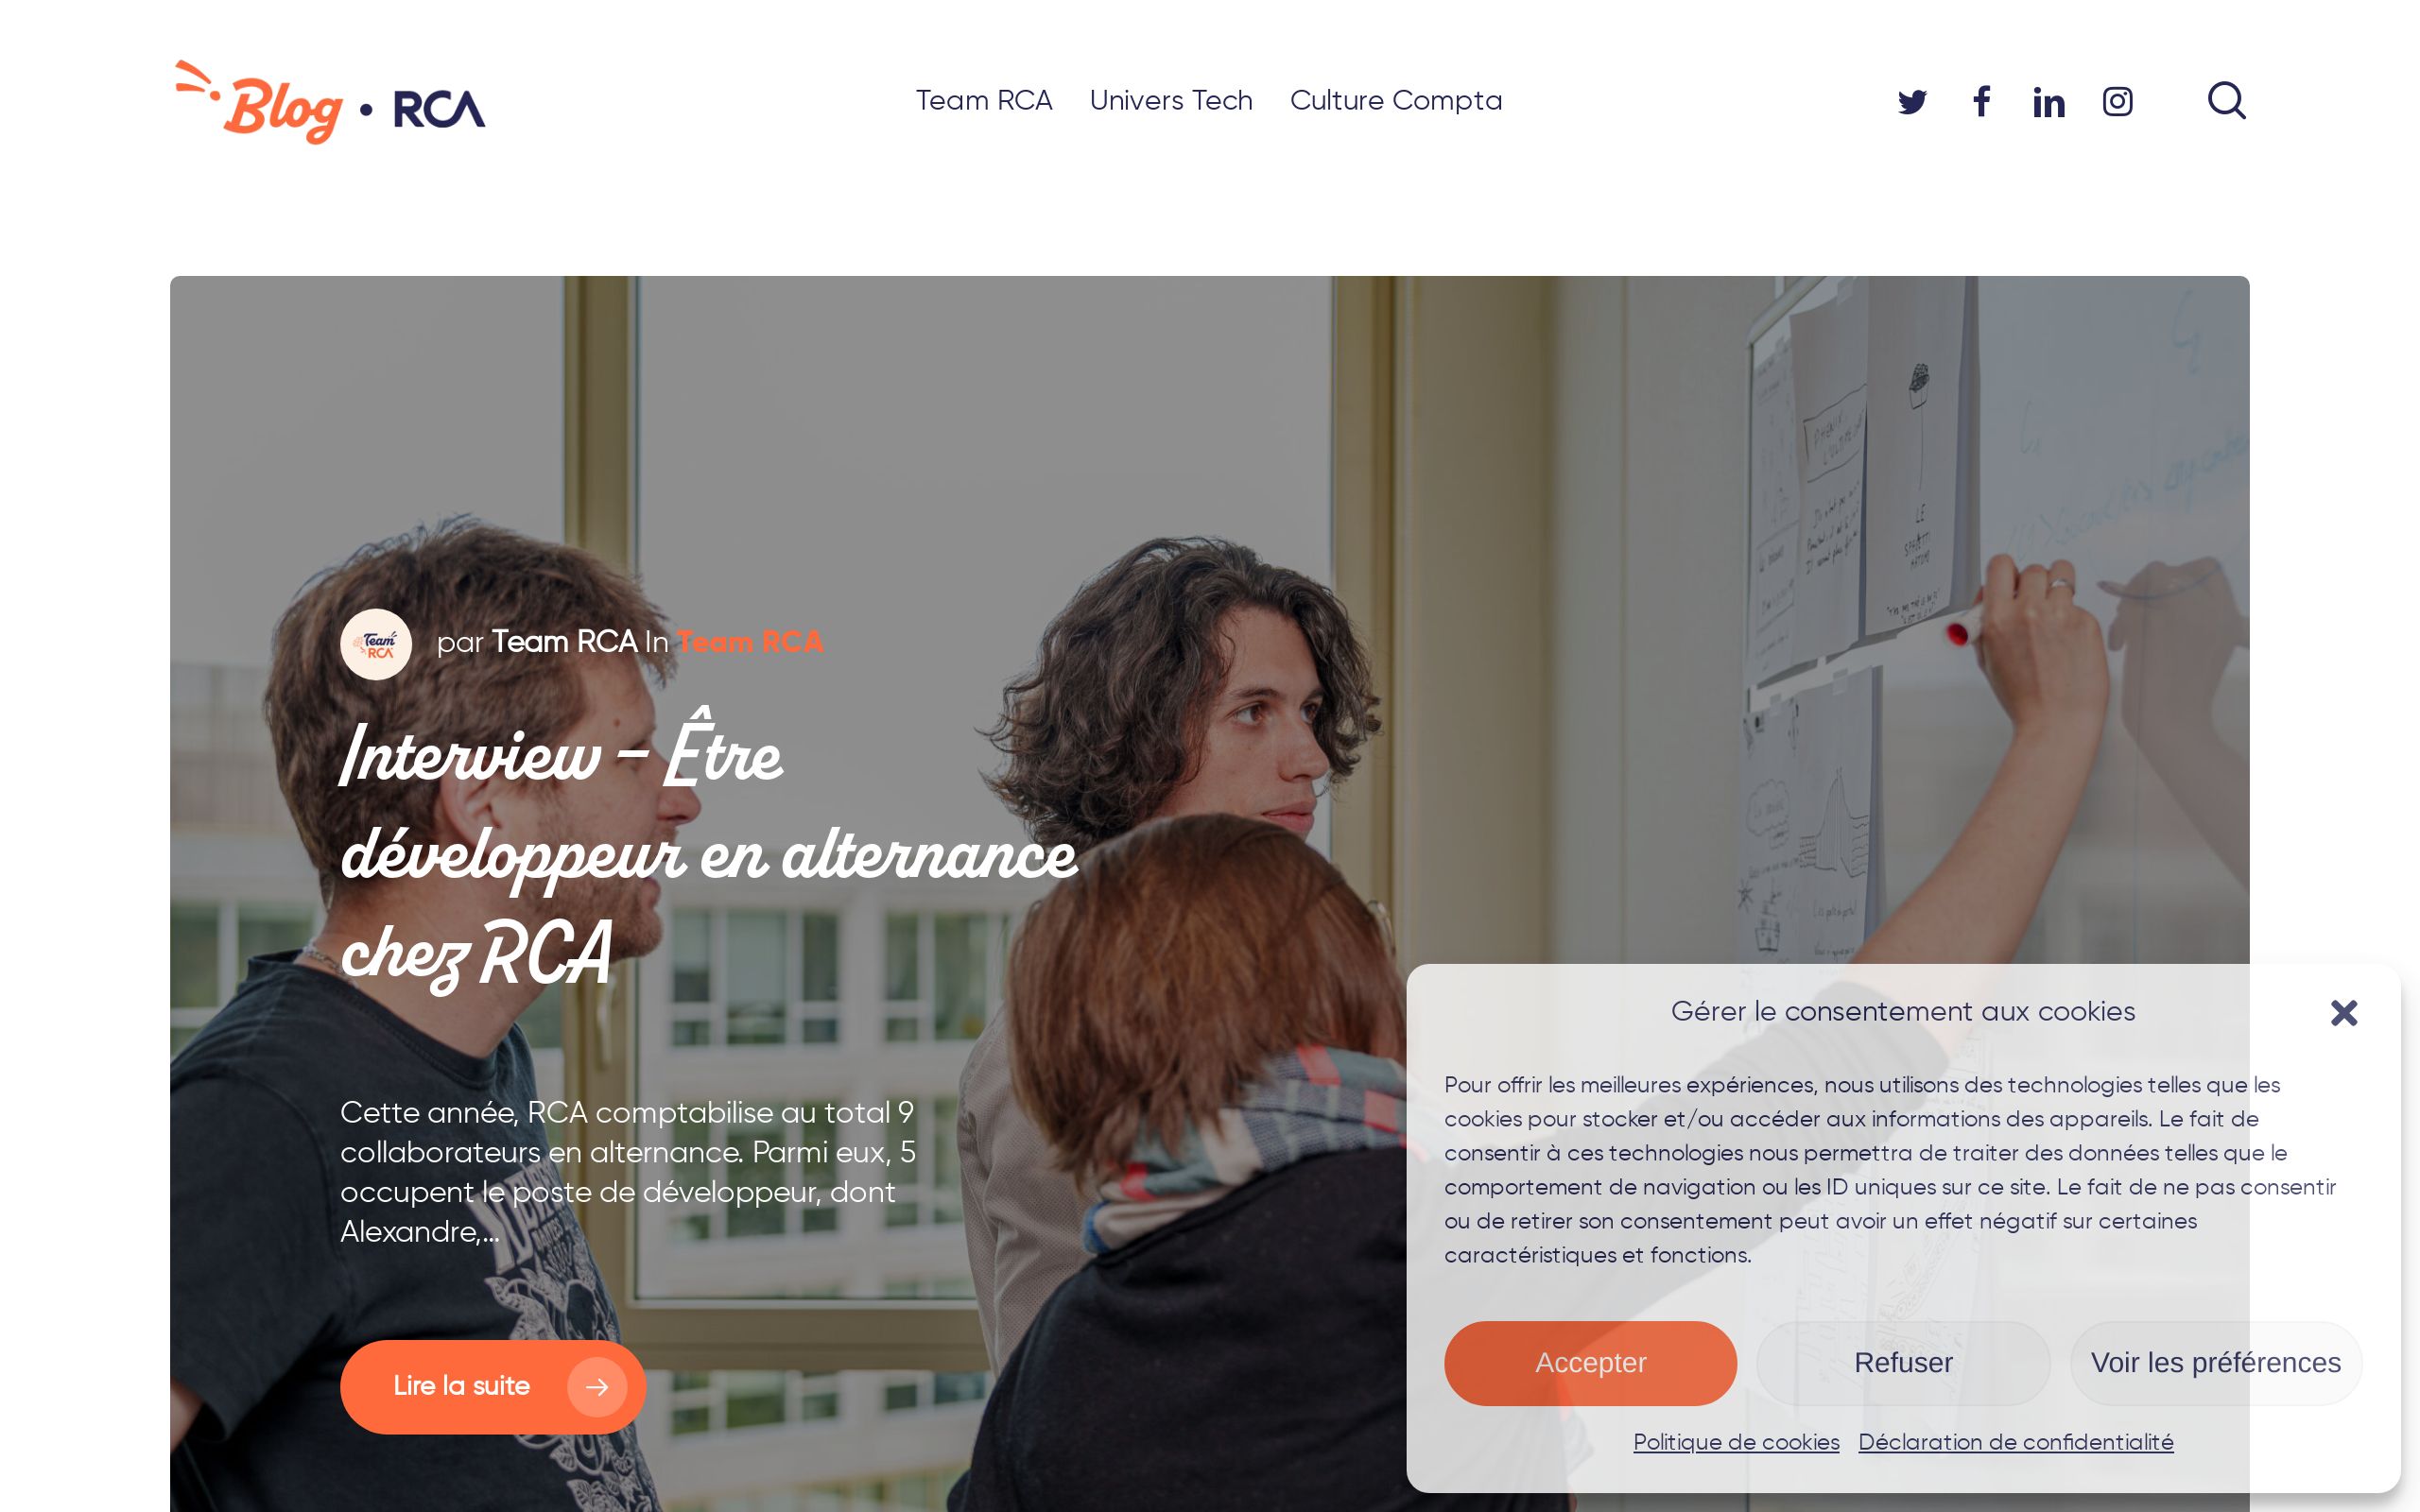 Blog • RCA
Team RCA Univers Tech Culture Compta
Team RCA
par Team RCA In Team RCA
Interview – Être
développeur en alternance
chez RCA
Cette année, RCA comptabilise au total 9
collaborateurs en alternance. Parmi eux, 5
occupent le poste de développeur, dont
Alexandre,...
Lire la suite
LE
SPAGHETTI
Gérer le consentement aux cookies
Pour offrir les meilleures expériences, nous utilisons des technologies telles que les
cookies pour stocker et/ou accéder aux informations des appareils. Le fait de
consentir à ces technologies nous permettra de traiter des données telles que le
comportement de navigation ou les ID uniques sur ce site. Le fait de ne pas consentir
ou de retirer son consentement peut avoir un effet négatif sur certaines
caractéristiques et fonctions.
Accepter
Refuser
Voir les préférences
Politique de cookies Déclaration de confidentialité